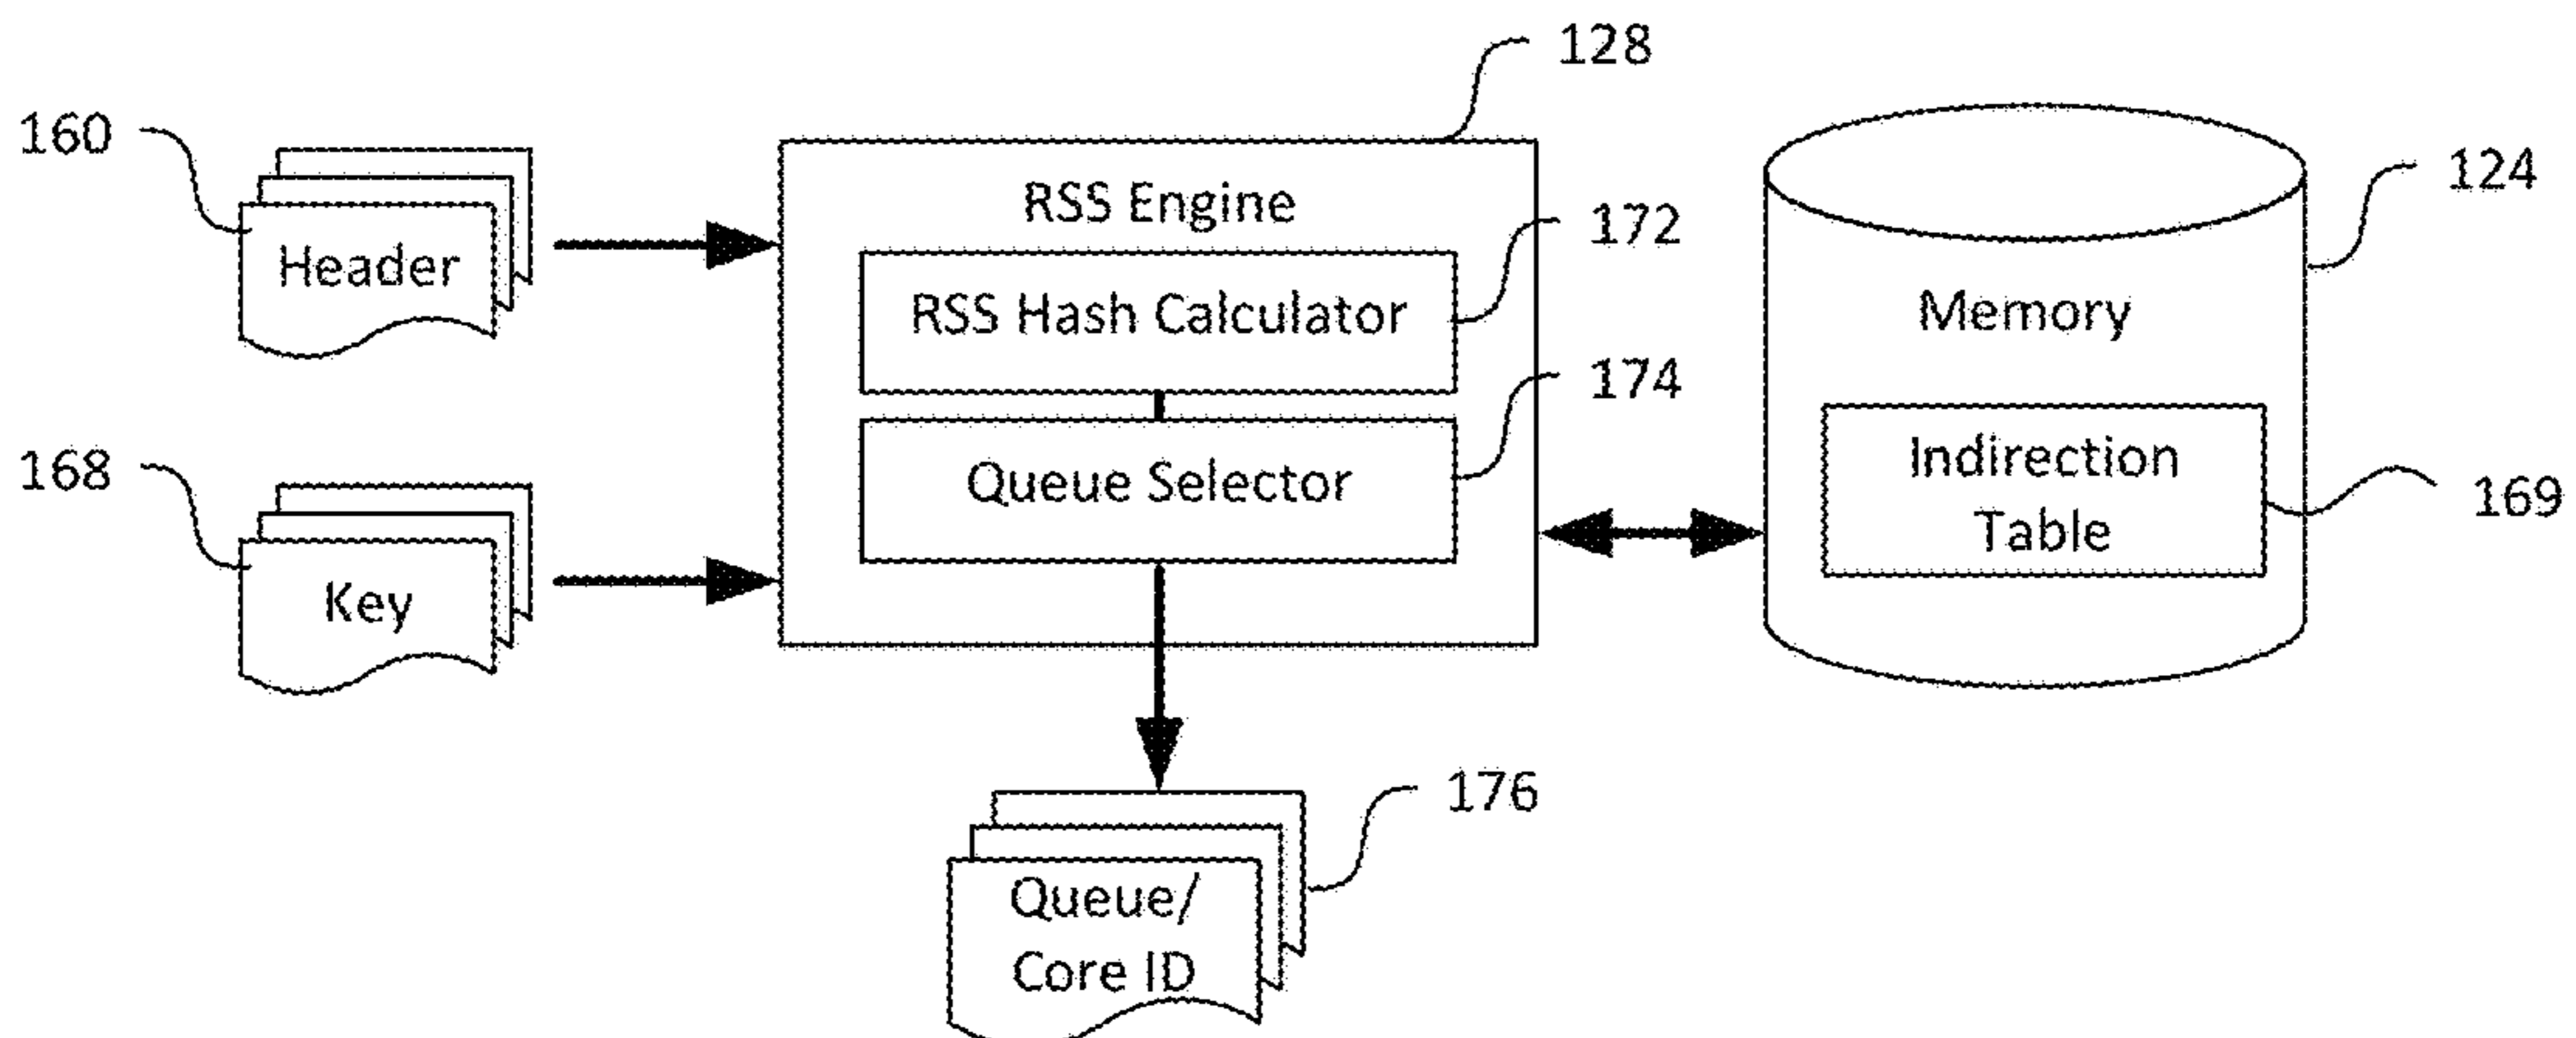 128
160
124
RSS Engine
172
Header
RSS Hash Calculator
Memory
174
168
Indirection
Table
Queue Selector
169
Key
176
Queue/
Core ID